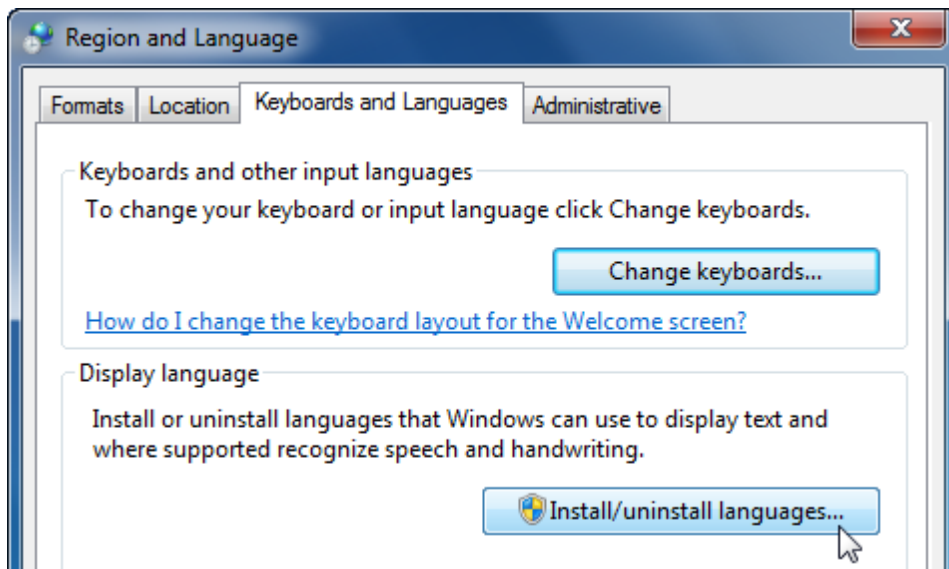 Region and Language
Formats Location Keyboards and Languages Administrative
Keyboards and other input languages
To change your keyboard or input language click Change keyboards.
Change keyboards...
How do I change the keyboard layout for the Welcome screen?
Display language
Install or uninstall languages that Windows can use to display text and
where supported recognize speech and handwriting.
Install/uninstall languages...